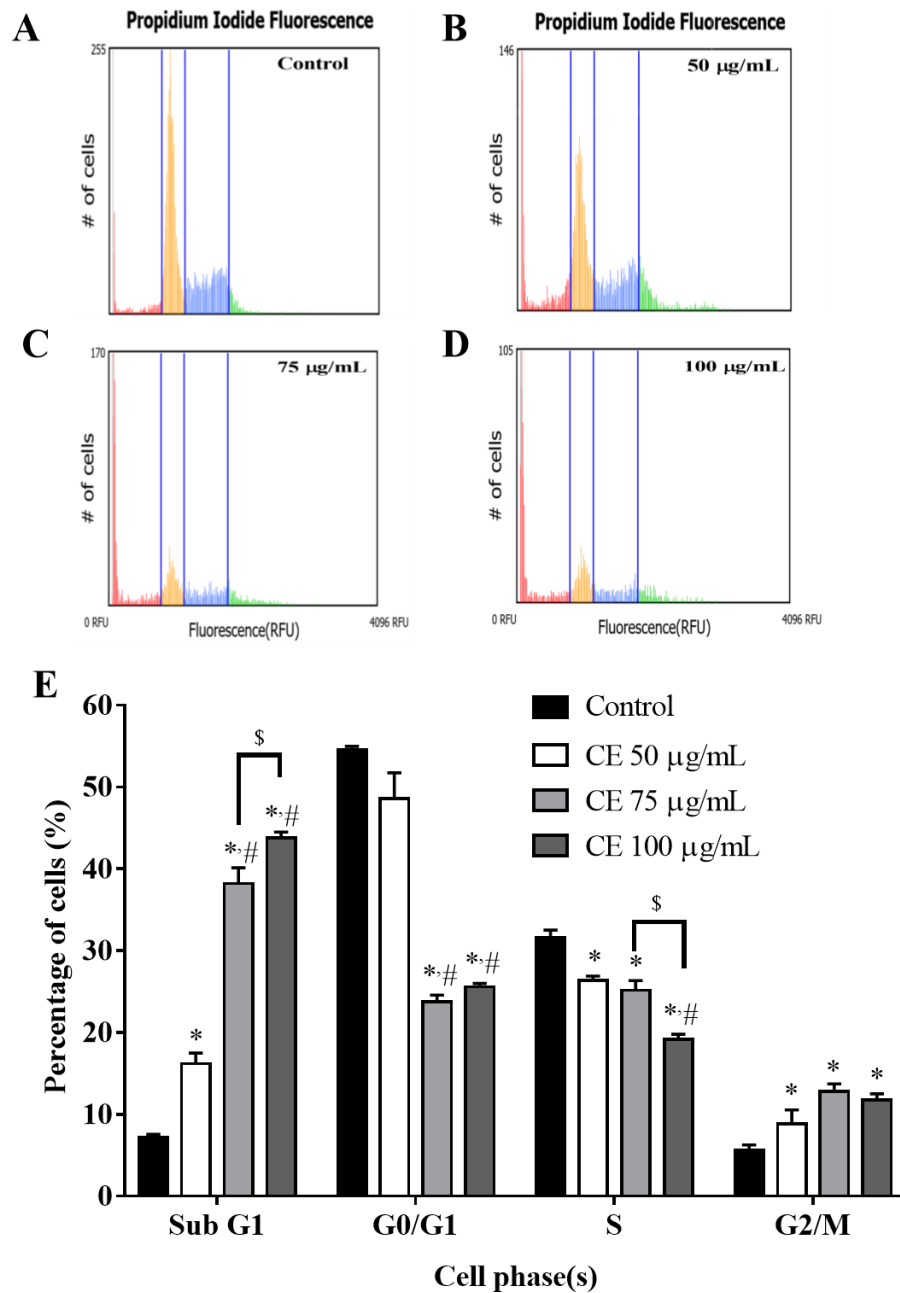 A
Propidium Iodide Fluorescence
255
Control
# of cells
B
Propidium Iodide Fluorescence
146
50 μg/mL
# of cells
C
170
75 μg/mL
# of cells
0 RFU
Fluorescence(RFU)
4096 RFU
D
105
100 μg/mL
# of cells
0 RFU
Fluorescence(RFU)
4096 RFU
E
Percentage of cells (%)
60
50
40
30
20
10
0
Control
CE 50 μg/mL
CE 75 μg/mL
CE 100 μg/mL
*
*,#
*,#
$
*,#
*,#
*
*
*,#
$
*
*
*
Sub G1
G0/G1
S
G2/M
Cell phase(s)